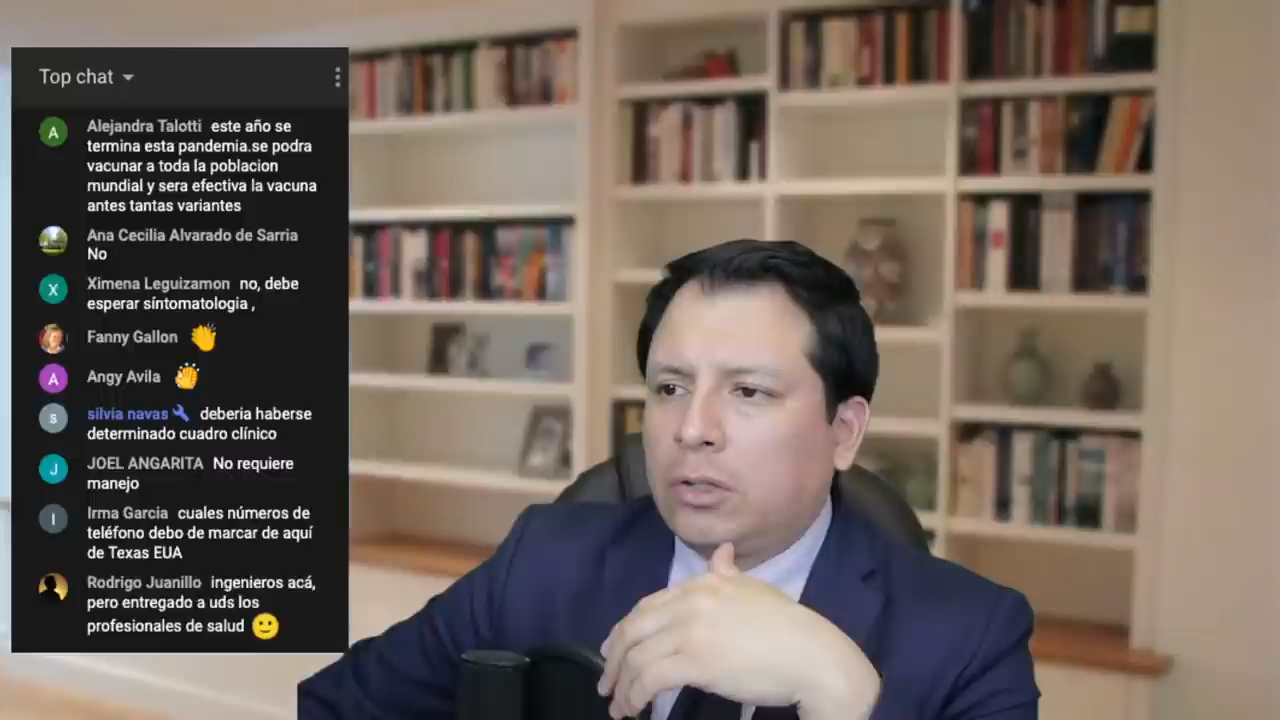 Top chat
Alejandra Talotti este año se
termina esta pandemia.se podra
vacunar a toda la poblacion
mundial y sera efectiva la vacuna
antes tantas variantes
Ana Cecilia Alvarado de Sarria
No
Ximena Leguizamon no, debe
esperar síntomatologia ,
Fanny Gallon 👏
Angy Avila 👏
silvia navas deberia haberse
determinado cuadro clínico
JOEL ANGARITA No requiere
manejo
Irma Garcia cuales números de
teléfono debo de marcar de aquí
de Texas EUA
Rodrigo Juanillo ingenieros acá,
pero entregado a uds los
profesionales de salud 🙂
A
X
A
S
J
I